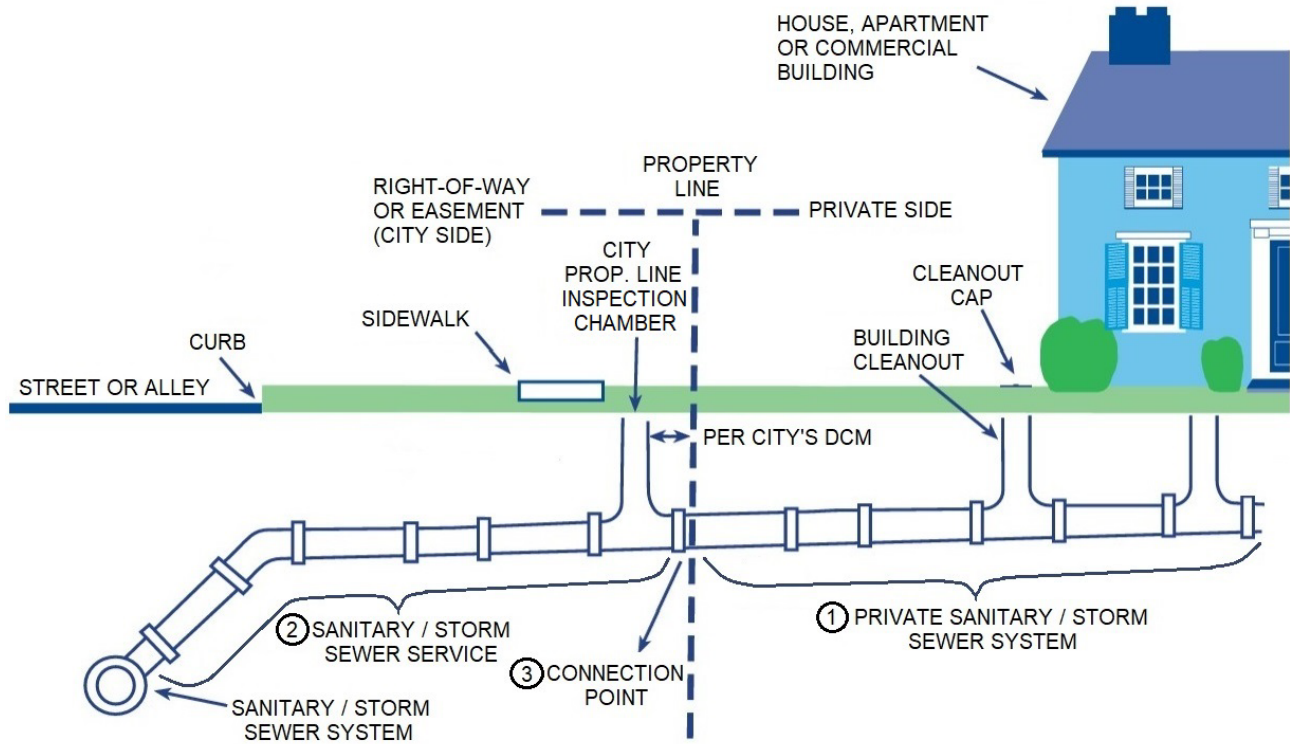 HOUSE, APARTMENT
OR COMMERCIAL
BUILDING
PROPERTY
LINE
RIGHT-OF-WAY
OR EASEMENT
(CITY SIDE)
PRIVATE SIDE
CITY
PROP. LINE
INSPECTION
CHAMBER
CLEANOUT
CAP
SIDEWALK
BUILDING
CLEANOUT
CURB
STREET OR ALLEY
PER CITY'S DCM
1 PRIVATE SANITARY / STORM
SEWER SYSTEM
2 SANITARY / STORM
SEWER SERVICE
3 CONNECTION
POINT
SANITARY / STORM
SEWER SYSTEM